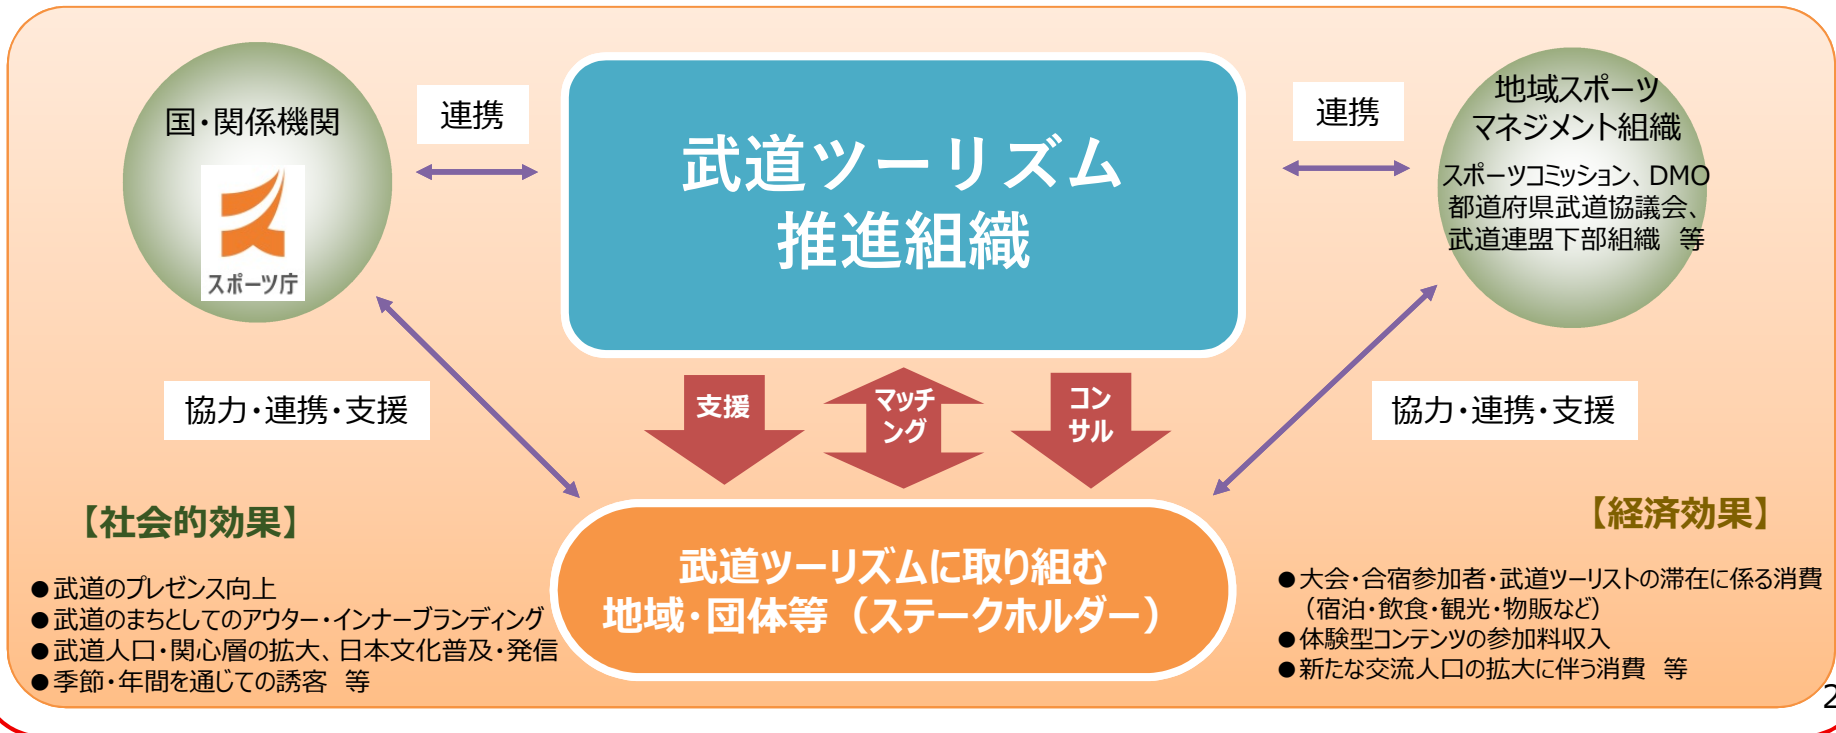 国・関係機関
スポーツ庁
連携
武道ツーリズム
推進組織
連携
地域スポーツ
マネジメント組織
スポーツコミッション、DMO
都道府県武道協議会、
武道連盟下部組織　等
協力・連携・支援
支援
マッチ
ング
コン
サル
協力・連携・支援
【社会的効果】
●武道のプレゼンス向上
●武道のまちとしてのアウター・インナーブランディング
●武道人口・関心層の拡大、日本文化普及・発信
●季節・年間を通じての誘客　等
武道ツーリズムに取り組む
地域・団体等（ステークホルダー）
【経済効果】
●大会・合宿参加者・武道ツーリストの滞在に係る消費
（宿泊・飲食・観光・物販など）
●体験型コンテンツの参加料収入
●新たな交流人口の拡大に伴う消費　等
2